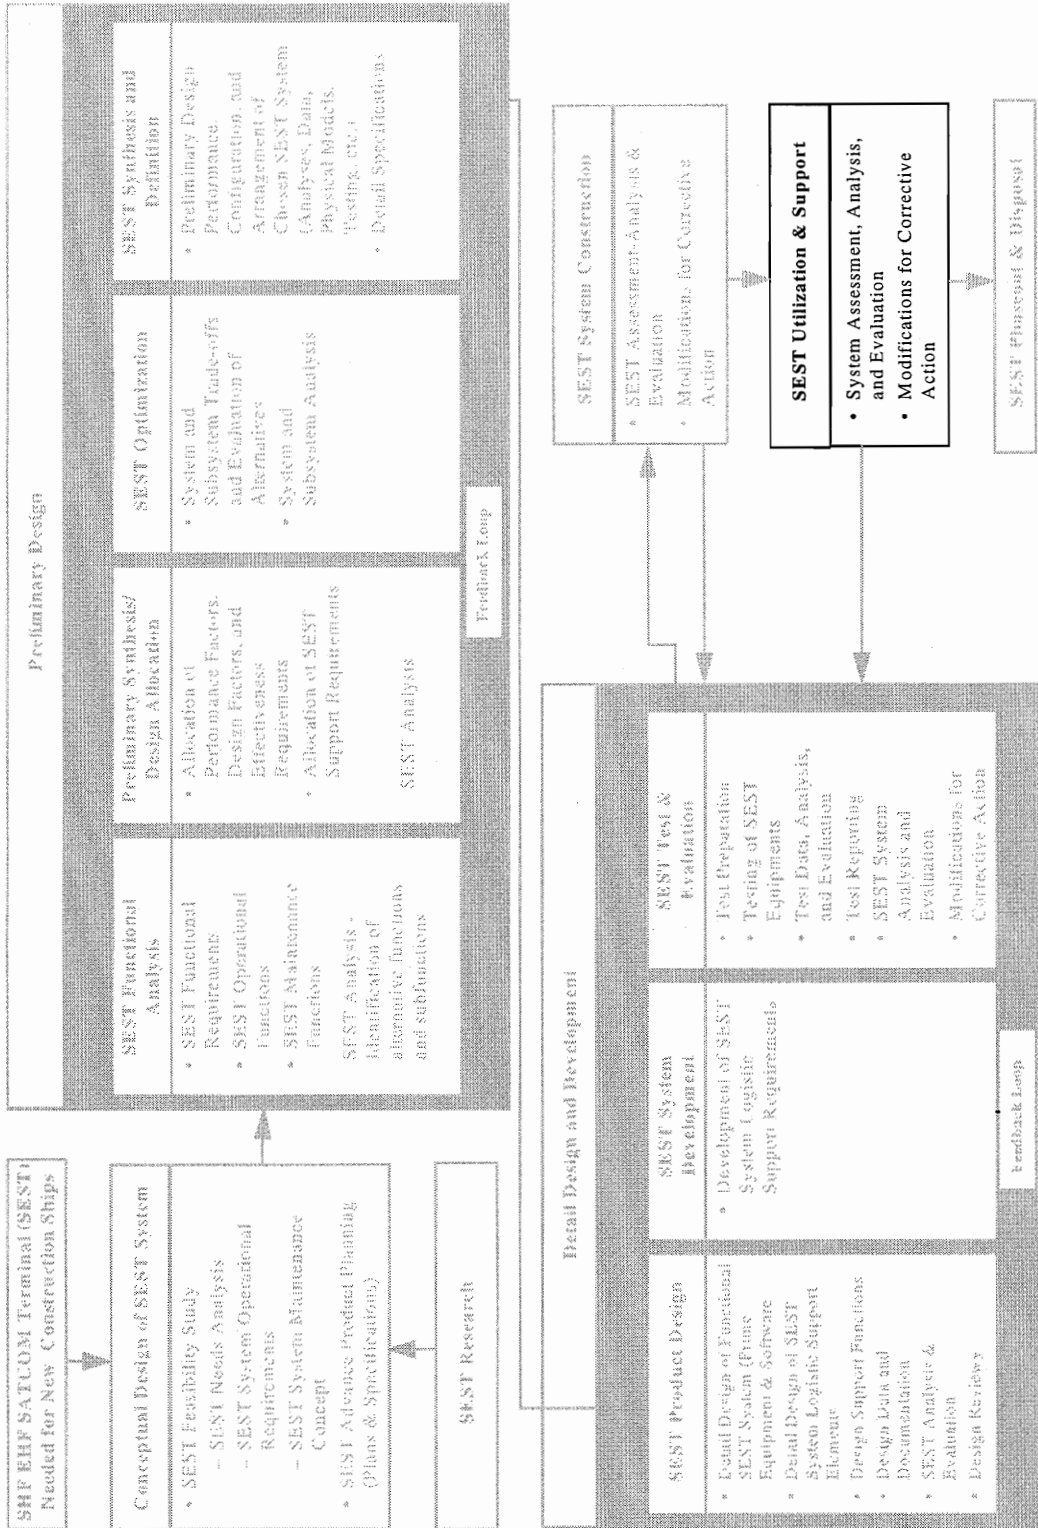 SHF/EHF SATCOM Terminal (SEST)
Needed for New Construction Ships
Conceptual Design of SEST System
• SEST Feasibility Study
– SEST Needs Analysis
– SEST System Operational
Requirements
– SEST System Maintenance
Concept
• SEST Advance Product Planning
(Plans & Specifications)
SEST Research
Preliminary Design
SEST Functional
Analysis
• SEST Functional
Requirements
• SEST Operational
Functions
• SEST Maintenance
Functions
SEST Analysis -
Identification of
alternative functions
and subfunctions
Preliminary Synthesis/
Design Allocation
• Allocation of
Performance Factors,
Design Factors, and
Effectiveness
Requirements
• Allocation of SEST
Support Requirements
SEST Analysis
SEST Optimization
• System and
Subsystem Trade-offs
and Evaluation of
Alternatives
• System and
Subsystem Analysis
SEST Synthesis and
Definition
• Preliminary Design
Performance
Configuration, and
Arrangement of
Chosen SEST System
(Analyses, Data,
Physical Models,
Testing, etc.)
• Detail Specifications
Feedback Loop
Detail Design and Development
SEST Product Design
• Detail Design of Functional
SEST System (Prime
Equipment & Software
• Detail Design of SEST
System Logistic Support
Elements
• Design Support Functions
• Design Data and
Documentation
• SEST Analysis &
Evaluation
• Design Review
SEST System
Development
• Development of SEST
System Logistic
Support Requirements
SEST Test &
Evaluation
• Test Preparation
• Testing of SEST
Equipments
• Test Data, Analysis,
and Evaluation
• Test Reporting
• SEST System
Analysis and
Evaluation
• Modifications for
Corrective Action
Feedback Loop
SEST System Construction
• SEST Assessment-Analysis &
Evaluation
• Modifications for Corrective
Action
SEST Utilization & Support
• System Assessment, Analysis,
and Evaluation
• Modifications for Corrective
Action
SEST Phaseout & Disposal